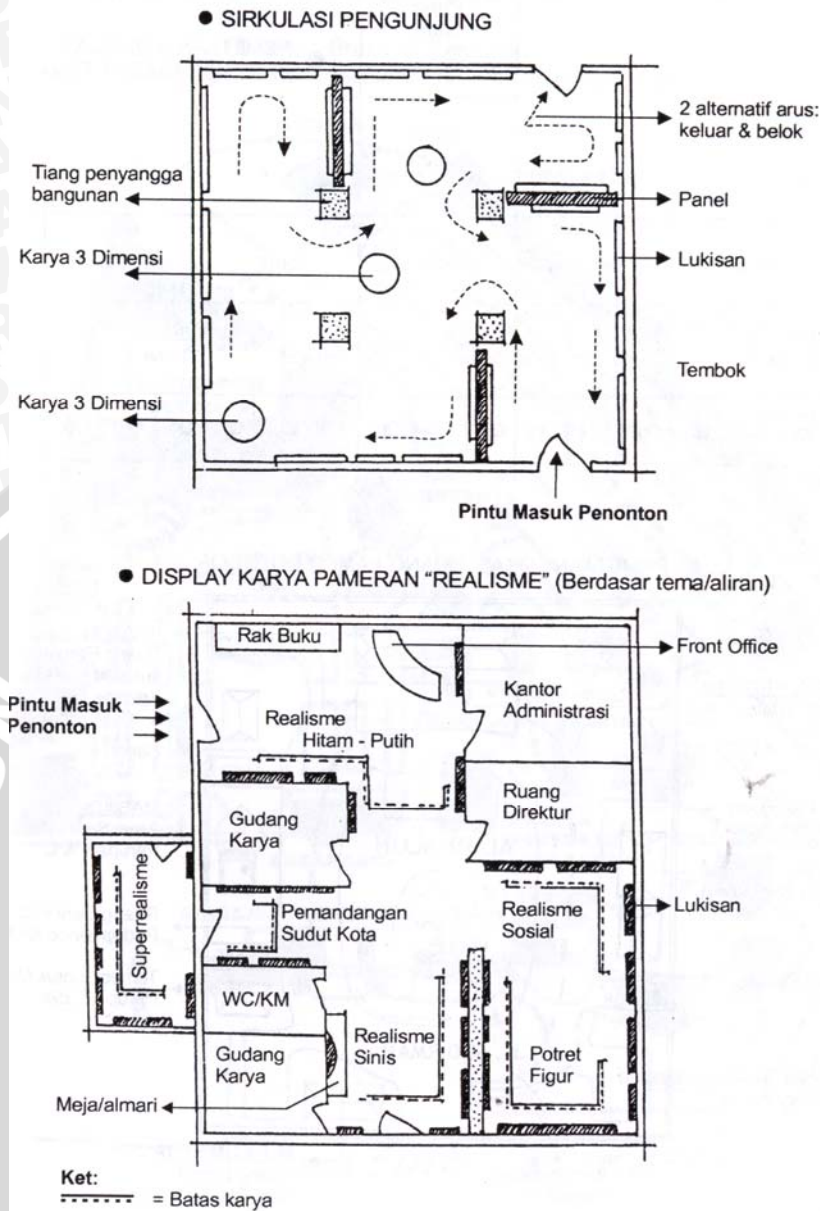 ● SIRKULASI PENGUNJUNG
2 alternatif arus:
keluar & belok
Tiang penyangga
bangunan
Panel
Karya 3 Dimensi
Lukisan
Tembok
Karya 3 Dimensi
Pintu Masuk Penonton
● DISPLAY KARYA PAMERAN “REALISME” (Berdasar tema/aliran)
Rak Buku
Front Office
Kantor
Administrasi
Pintu Masuk
Penonton
Realisme
Hitam - Putih
Ruang
Direktur
Gudang
Karya
Superrealisme
Pemandangan
Sudut Kota
Realisme
Sosial
Lukisan
WC/KM
Realisme
Sinis
Gudang
Karya
Potret
Figur
Meja/almari
Ket:
= Batas karya